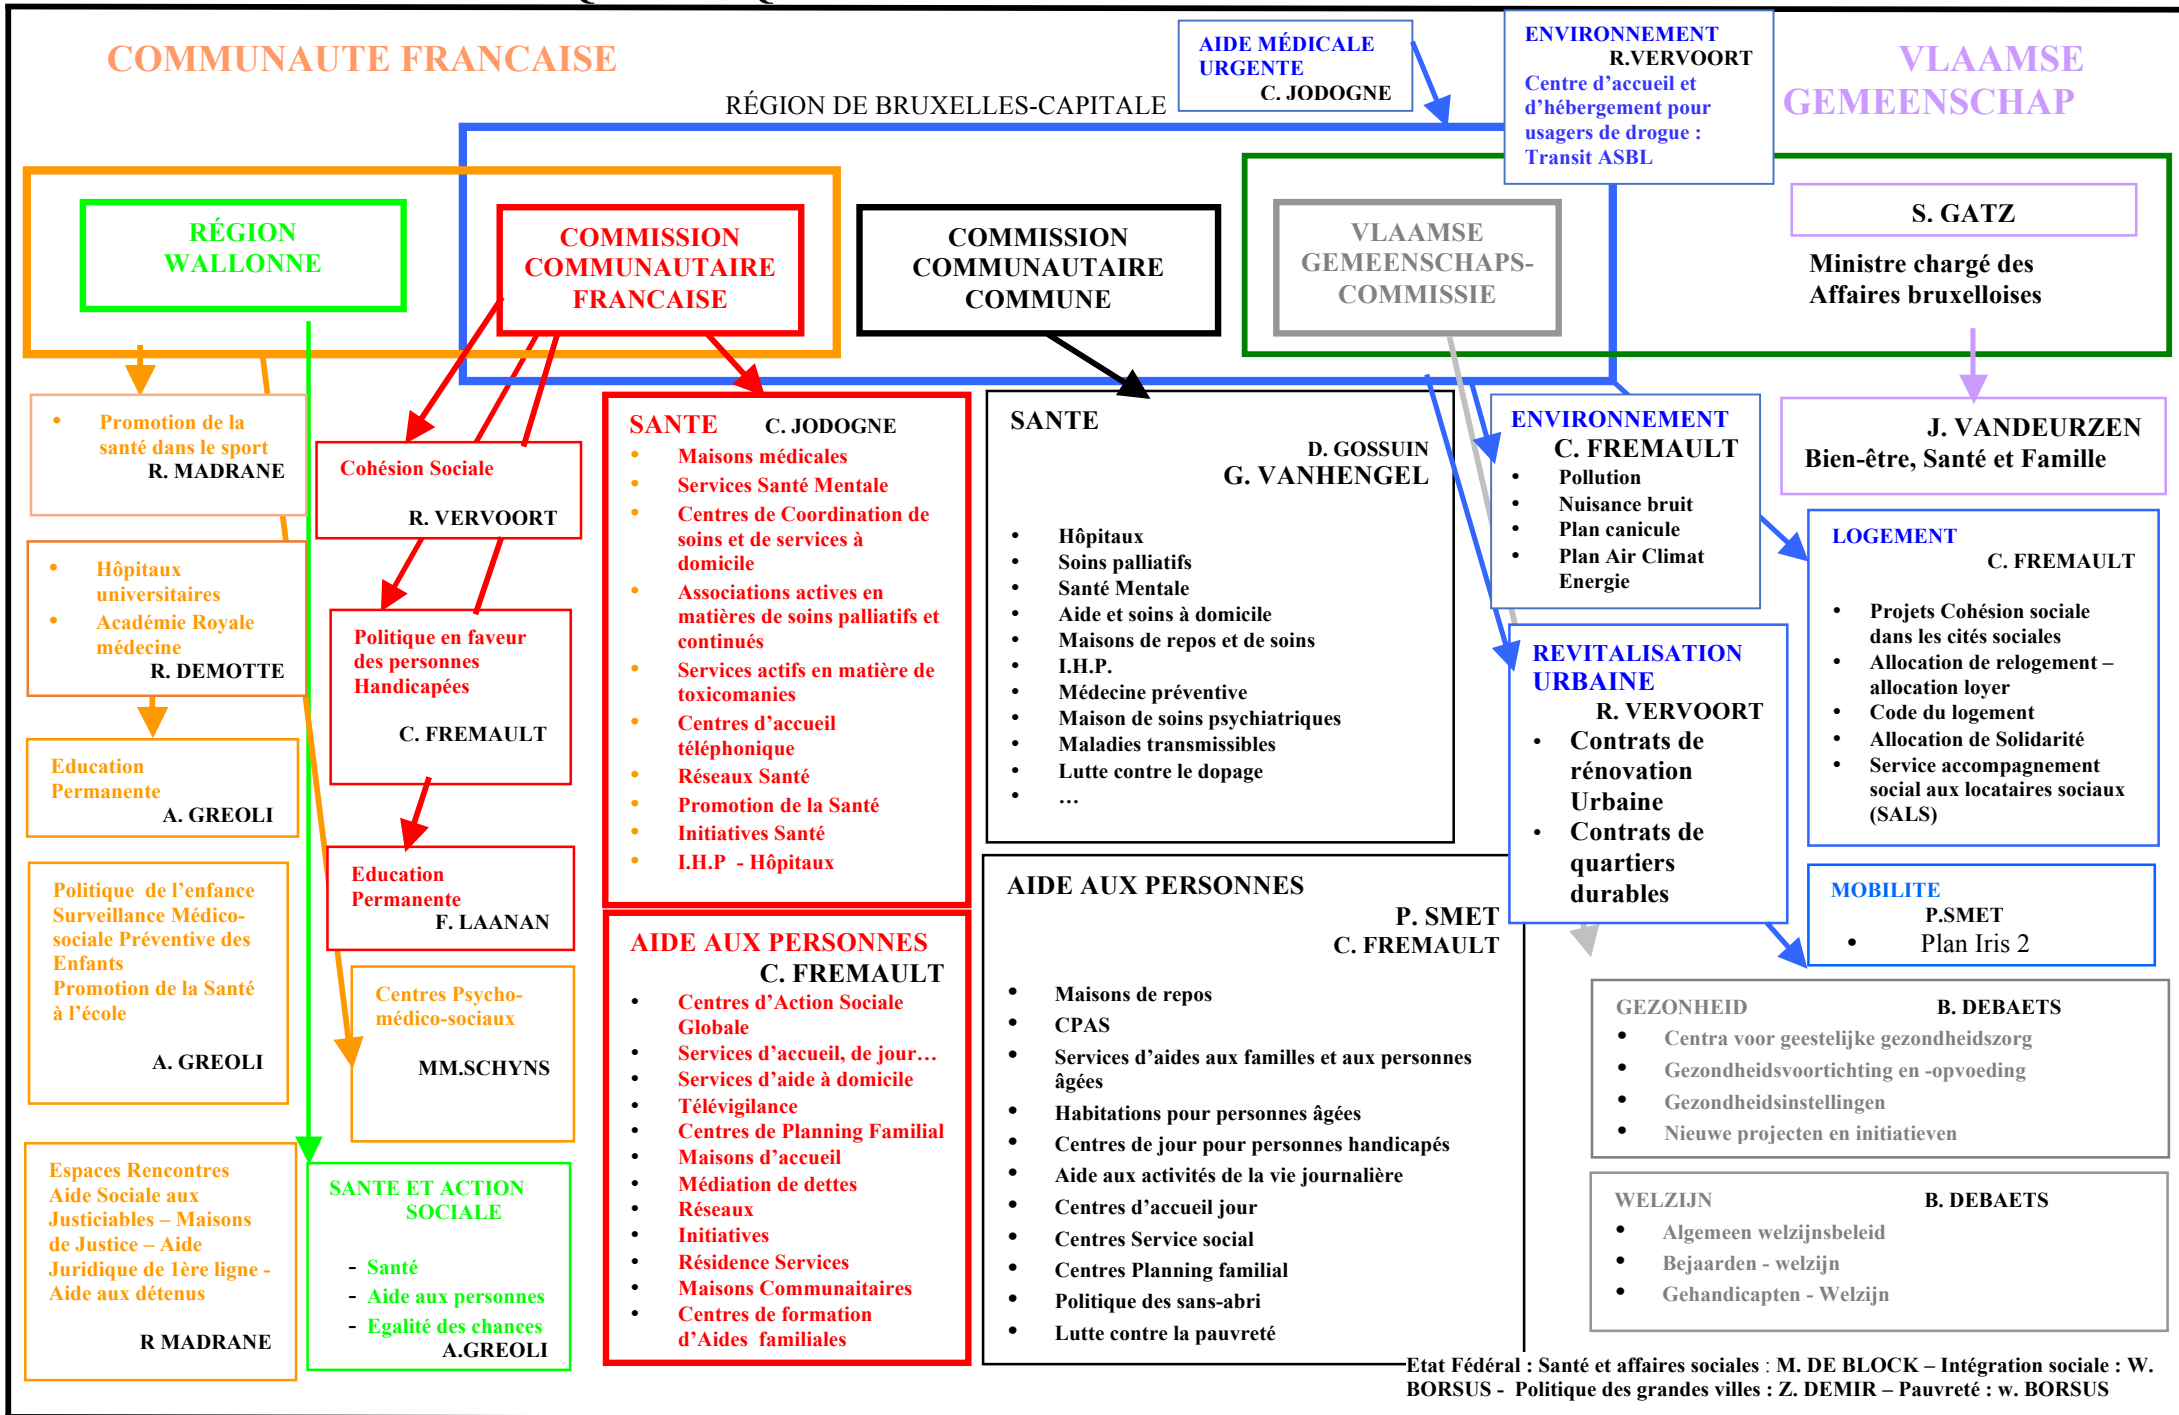 COMMUNAUTE FRANCAISE
RÉGION DE BRUXELLES-CAPITALE
AIDE MÉDICALE
URGENTE
C. JODOGNE
ENVIRONNEMENT
R.VERVOORT
Centre d’accueil et
d’hébergement pour
usagers de drogue :
Transit ASBL
VLAAMSE
GEMEENSCHAP
RÉGION
WALLONNE
COMMISSION
COMMUNAUTAIRE
FRANCAISE
COMMISSION
COMMUNAUTAIRE
COMMUNE
VLAAMSE
GEMEENSCHAPS-
COMMISSIE
S. GATZ
Ministre chargé des
Affaires bruxelloises
• Promotion de la
santé dans le sport
R. MADRANE
• Hôpitaux
universitaires
• Académie Royale
médecine
R. DEMOTTE
Education
Permanente
A. GREOLI
Politique de l’enfance
Surveillance Médico-
sociale Préventive des
Enfants
Promotion de la Santé
à l’école
A. GREOLI
Espaces Rencontres
Aide Sociale aux
Justiciables – Maisons
de Justice – Aide
Juridique de 1ère ligne -
Aide aux détenus
R MADRANE
Cohésion Sociale
R. VERVOORT
Politique en faveur
des personnes
Handicapées
C. FREMAULT
Education
Permanente
F. LAANAN
Centres Psycho-
médico-sociaux
MM.SCHYNS
SANTE ET ACTION
SOCIALE
- Santé
- Aide aux personnes
- Egalité des chances
A.GREOLI
SANTE C. JODOGNE
• Maisons médicales
• Services Santé Mentale
• Centres de Coordination de
soins et de services à
domicile
• Associations actives en
matières de soins palliatifs et
continués
• Services actifs en matière de
toxicomanies
• Centres d’accueil
téléphonique
• Réseaux Santé
• Promotion de la Santé
• Initiatives Santé
• I.H.P - Hôpitaux
AIDE AUX PERSONNES
C. FREMAULT
• Centres d’Action Sociale
Globale
• Services d’accueil, de jour…
• Services d’aide à domicile
• Télévigilance
• Centres de Planning Familial
• Maisons d’accueil
• Médiation de dettes
• Réseaux
• Initiatives
• Résidence Services
• Maisons Communaitaires
• Centres de formation
d’Aides familiales
SANTE
D. GOSSUIN
G. VANHENGEL
• Hôpitaux
• Soins palliatifs
• Santé Mentale
• Aide et soins à domicile
• Maisons de repos et de soins
• I.H.P.
• Médecine préventive
• Maison de soins psychiatriques
• Maladies transmissibles
• Lutte contre le dopage
• …
AIDE AUX PERSONNES
P. SMET
C. FREMAULT
• Maisons de repos
• CPAS
• Services d’aides aux familles et aux personnes
âgées
• Habitations pour personnes âgées
• Centres de jour pour personnes handicapés
• Aide aux activités de la vie journalière
• Centres d’accueil jour
• Centres Service social
• Centres Planning familial
• Politique des sans-abri
• Lutte contre la pauvreté
ENVIRONNEMENT
C. FREMAULT
• Pollution
• Nuisance bruit
• Plan canicule
• Plan Air Climat
Energie
REVITALISATION
URBAINE
R. VERVOORT
• Contrats de
rénovation
Urbaine
• Contrats de
quartiers
durables
J. VANDEURZEN
Bien-être, Santé et Famille
LOGEMENT
C. FREMAULT
• Projets Cohésion sociale
dans les cités sociales
• Allocation de relogement –
allocation loyer
• Code du logement
• Allocation de Solidarité
• Service accompagnement
social aux locataires sociaux
(SALS)
MOBILITE
P.SMET
• Plan Iris 2
GEZONHEID B. DEBAETS
• Centra voor geestelijke gezondheidszorg
• Gezondheidsvoortichting en -opvoeding
• Gezondheidsinstellingen
• Nieuwe projecten en initiatieven
WELZIJN B. DEBAETS
• Algemeen welzijnsbeleid
• Bejaarden - welzijn
• Gehandicapten - Welzijn
Etat Fédéral : Santé et affaires sociales : M. DE BLOCK – Intégration sociale : W.
BORSUS - Politique des grandes villes : Z. DEMIR – Pauvreté : w. BORSUS